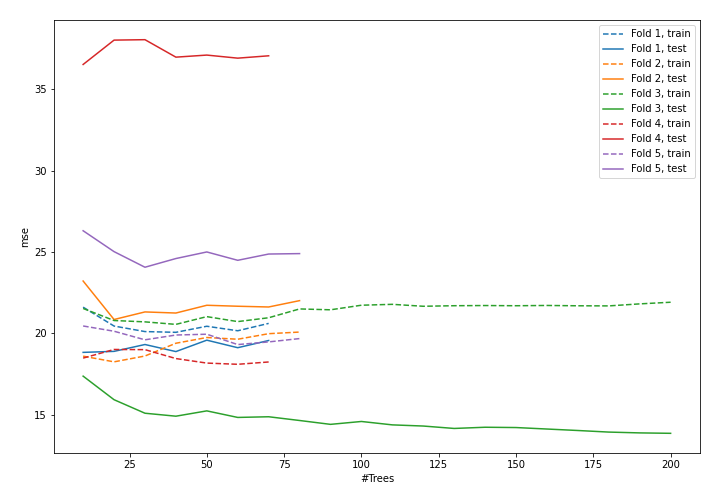 Fold 1, train
Fold 1, test
Fold 2, train
Fold 2, test
Fold 3, train
Fold 3, test
Fold 4, train
Fold 4, test
Fold 5, train
Fold 5, test
mse
35
30
25
20
15
25 50 75 100 125 150 175 200
#Trees